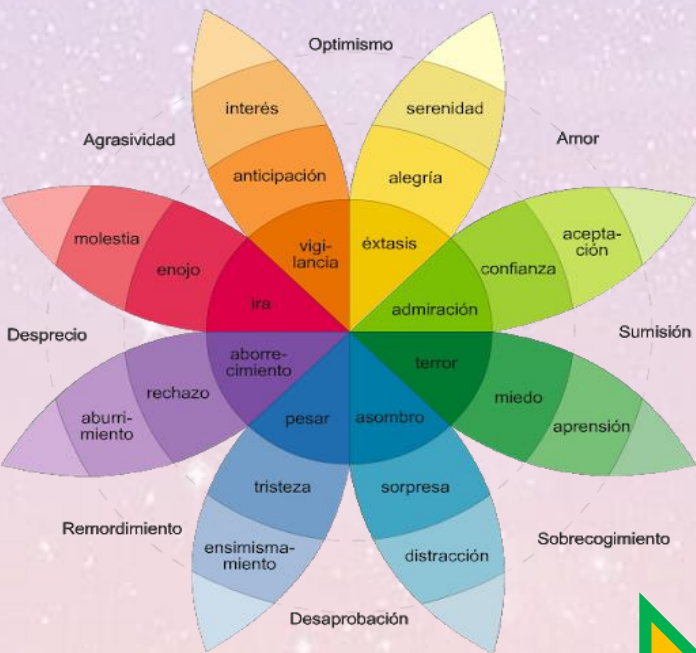 Optimismo
interés
serenidad
Agrasividad
Amor
anticipación
alegría
molestia
enojo
vigi-
lancia
éxtasis
confianza
acepta-
ción
ira
admiración
Desprecio
Sumisión
aborre-
cimiento
terror
rechazo
miedo
aburri-
miento
pesar
asombro
aprensión
tristeza
sorpresa
Remordimiento
ensimisma-
miento
distracción
Sobrecogimiento
Desaprobación